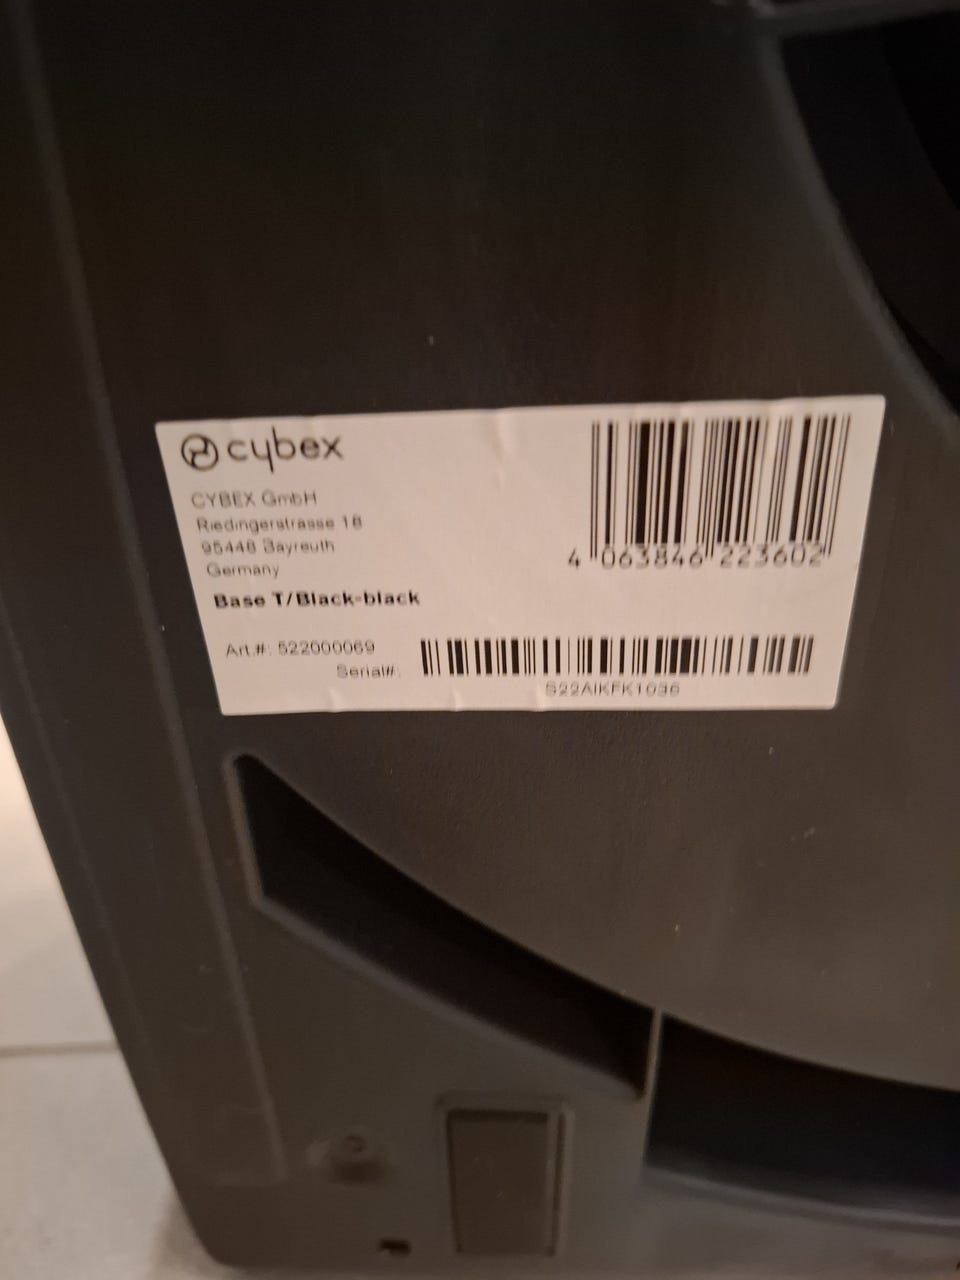 cybex
CYBEX GmbH
Riedingerstrasse 18
95448 Bayreuth
Germany
Base T/Black-black
Art.#: 522000069
Serial#:
4 063846 223602
S22AIKFK1036